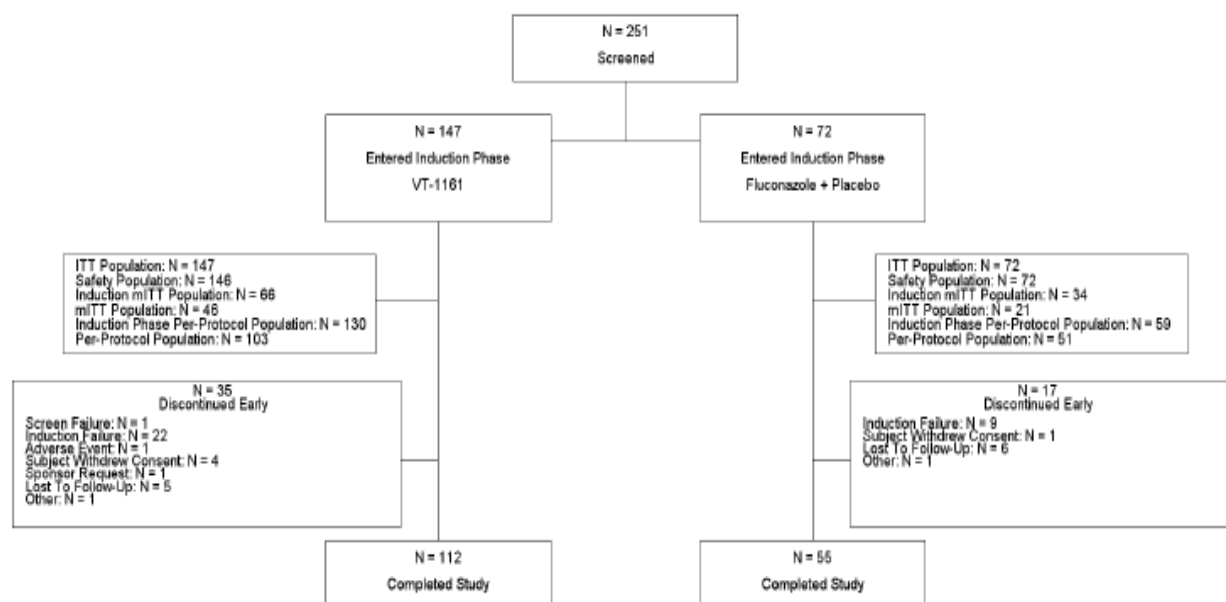 N = 251
Screened
N = 147
Entered Induction Phase
VT-1161
N = 72
Entered Induction Phase
Fluconazole + Placebo
ITT Population: N = 147
Safety Population: N = 146
Induction mITT Population: N = 66
mITT Population: N = 46
Induction Phase Per-Protocol Population: N = 130
Per-Protocol Population: N = 103
ITT Population: N = 72
Safety Population: N = 72
Induction mITT Population: N = 34
mITT Population: N = 21
Induction Phase Per-Protocol Population: N = 59
Per-Protocol Population: N = 51
N = 35
Discontinued Early
Screen Failure: N = 1
Induction Failure: N = 22
Adverse Event: N = 1
Subject Withdrew Consent: N = 4
Sponsor Request: N = 1
Lost To Follow-Up: N = 5
Other: N = 1
N = 17
Discontinued Early
Induction Failure: N = 9
Subject Withdrew Consent: N = 1
Lost To Follow-Up: N = 6
Other: N = 1
N = 112
Completed Study
N = 55
Completed Study